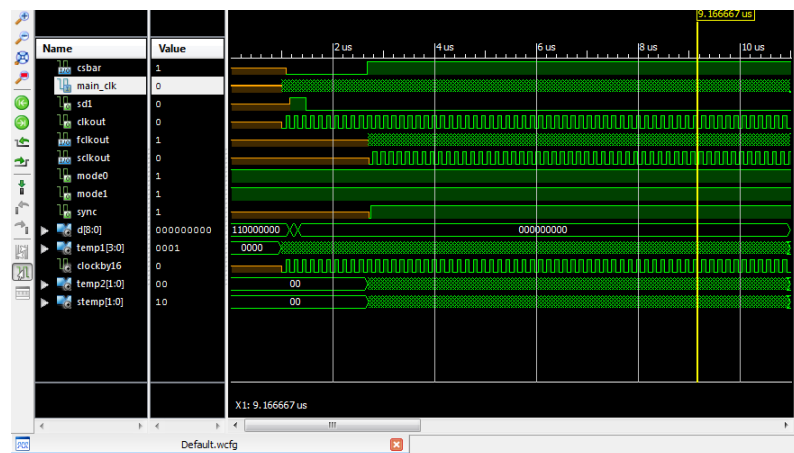 9.166667 us
Name Value 2 us 4 us 6 us 8 us 10 us
csbar 1
main_clk 0
sd1 0
clkout 0
fclkout 1
sclkout 0
mode0 1
mode1 1
sync 1
d[8:0] 000000000 110000000 000000000
temp1[3:0] 0001 0000
clockby16 0
temp2[1:0] 00 00
stemp[1:0] 10 00
X1: 9.166667 us
Default.wcfg